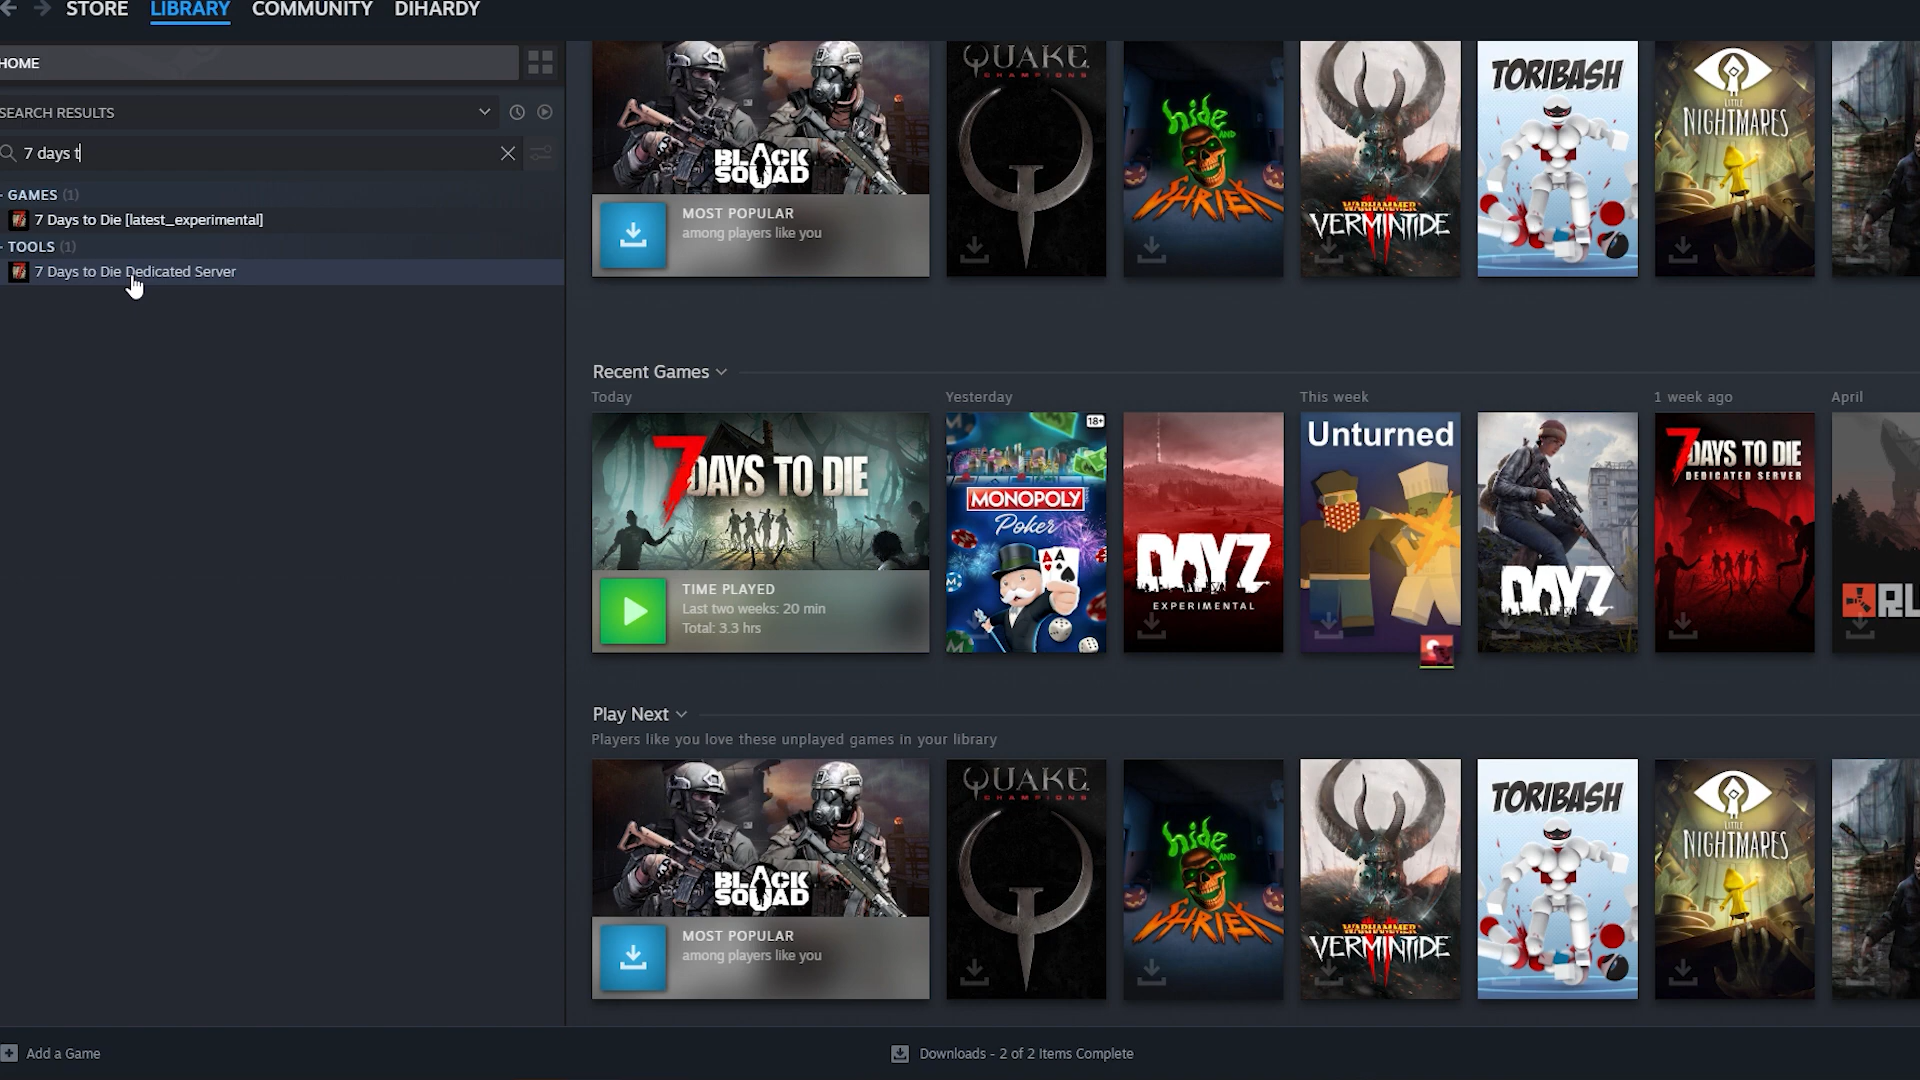 STORE LIBRARY COMMUNITY DIHARDY
HOME
SEARCH RESULTS
7 days t
- GAMES (1)
7 Days to Die [latest_experimental]
- TOOLS (1)
7 Days to Die Dedicated Server
BLACK SQUAD
MOST POPULAR
among players like you
QUAKE
CHAMPIONS
hide AND SHRIEK
WARHAMMER
VERMINTIDE
II
TORIBASH
LITTLE
NIGHTMARES
Recent Games
Today
Yesterday
This week
1 week ago
April
7 DAYS TO DIE
TIME PLAYED
Last two weeks: 20 min
Total: 3.3 hrs
18+
MONOPOLY
Poker
DAYZ
EXPERIMENTAL
Unturned
DAYZ
7 DAYS TO DIE
DEDICATED SERVER
RU
Play Next
Players like you love these unplayed games in your library
BLACK SQUAD
MOST POPULAR
among players like you
QUAKE
CHAMPIONS
hide AND SHRIEK
WARHAMMER
VERMINTIDE
II
TORIBASH
LITTLE
NIGHTMARES
Add a Game
Downloads - 2 of 2 Items Complete